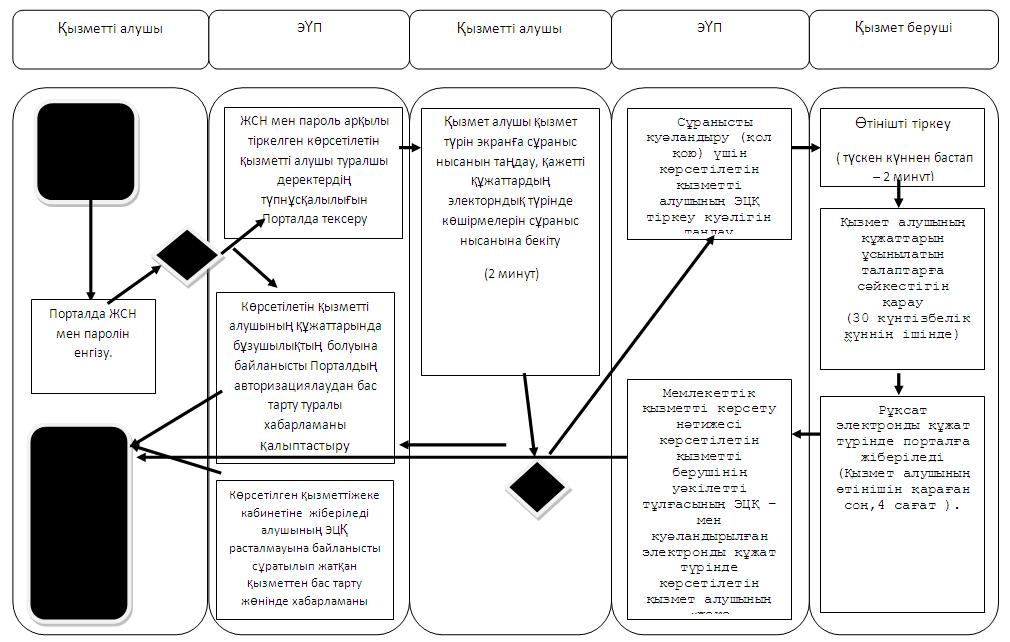 Қызметті алушы
ЭҮП
Қызметті алушы
ЭҮП
Қызмет беруші
Порталда ЖСН
мен паролін
енгізу.
ЖСН мен пароль арқылы
тіркелген көрсетілетін
қызметті алушы туралшы
деректердің
түпнұсқалылығын
Порталда тексеру
Көрсетілетін қызметті
алушының құжаттарында
бұзушылықтың болуына
байланысты Порталдың
авторизациялаудан бас
тарту туралы
хабарламаны
қалыптастыру
Көрсетілген қызметтіжеке
кабинетіне жіберіледі
алушының ЭЦҚ
расталмауына байланысты
сұратылып жатқан
қызметтен бас тарту
жөнінде хабарламаны
Қызмет алушы қызмет
түрін экранға сұраныс
нысанын таңдау, қажетті
құжаттардың
электорндық түрінде
көшірмелерін сұраныс
нысанына бекіту
(2 минут)
Сұранысты
куәландыру (қол
қою) үшін
көрсетілетін
қызметті
алушының ЭЦҚ
тіркеу куәлігін
таңдау
Мемлекеттік
қызметті көрсету
нәтижесі
көрсетілетін
қызметті
берушінің
уәкілетті
тұлғасының ЭЦҚ –
мен
куәландырылған
электронды құжат
түрінде
көрсетілетін
қызмет алушының
Өтінішті тіркеу
( түскен күннен бастап
– 2 минут)
Қызмет алушының
құжаттарын
ұсынылатын
талаптарға
сәйкестігін
қарау
(30 күнтізбелік
күннің ішінде)
Рұқсат
электронды құжат
түрінде порталға
жіберіледі
(Қызмет алушының
өтінішін қараған
соң,4 сағат ).